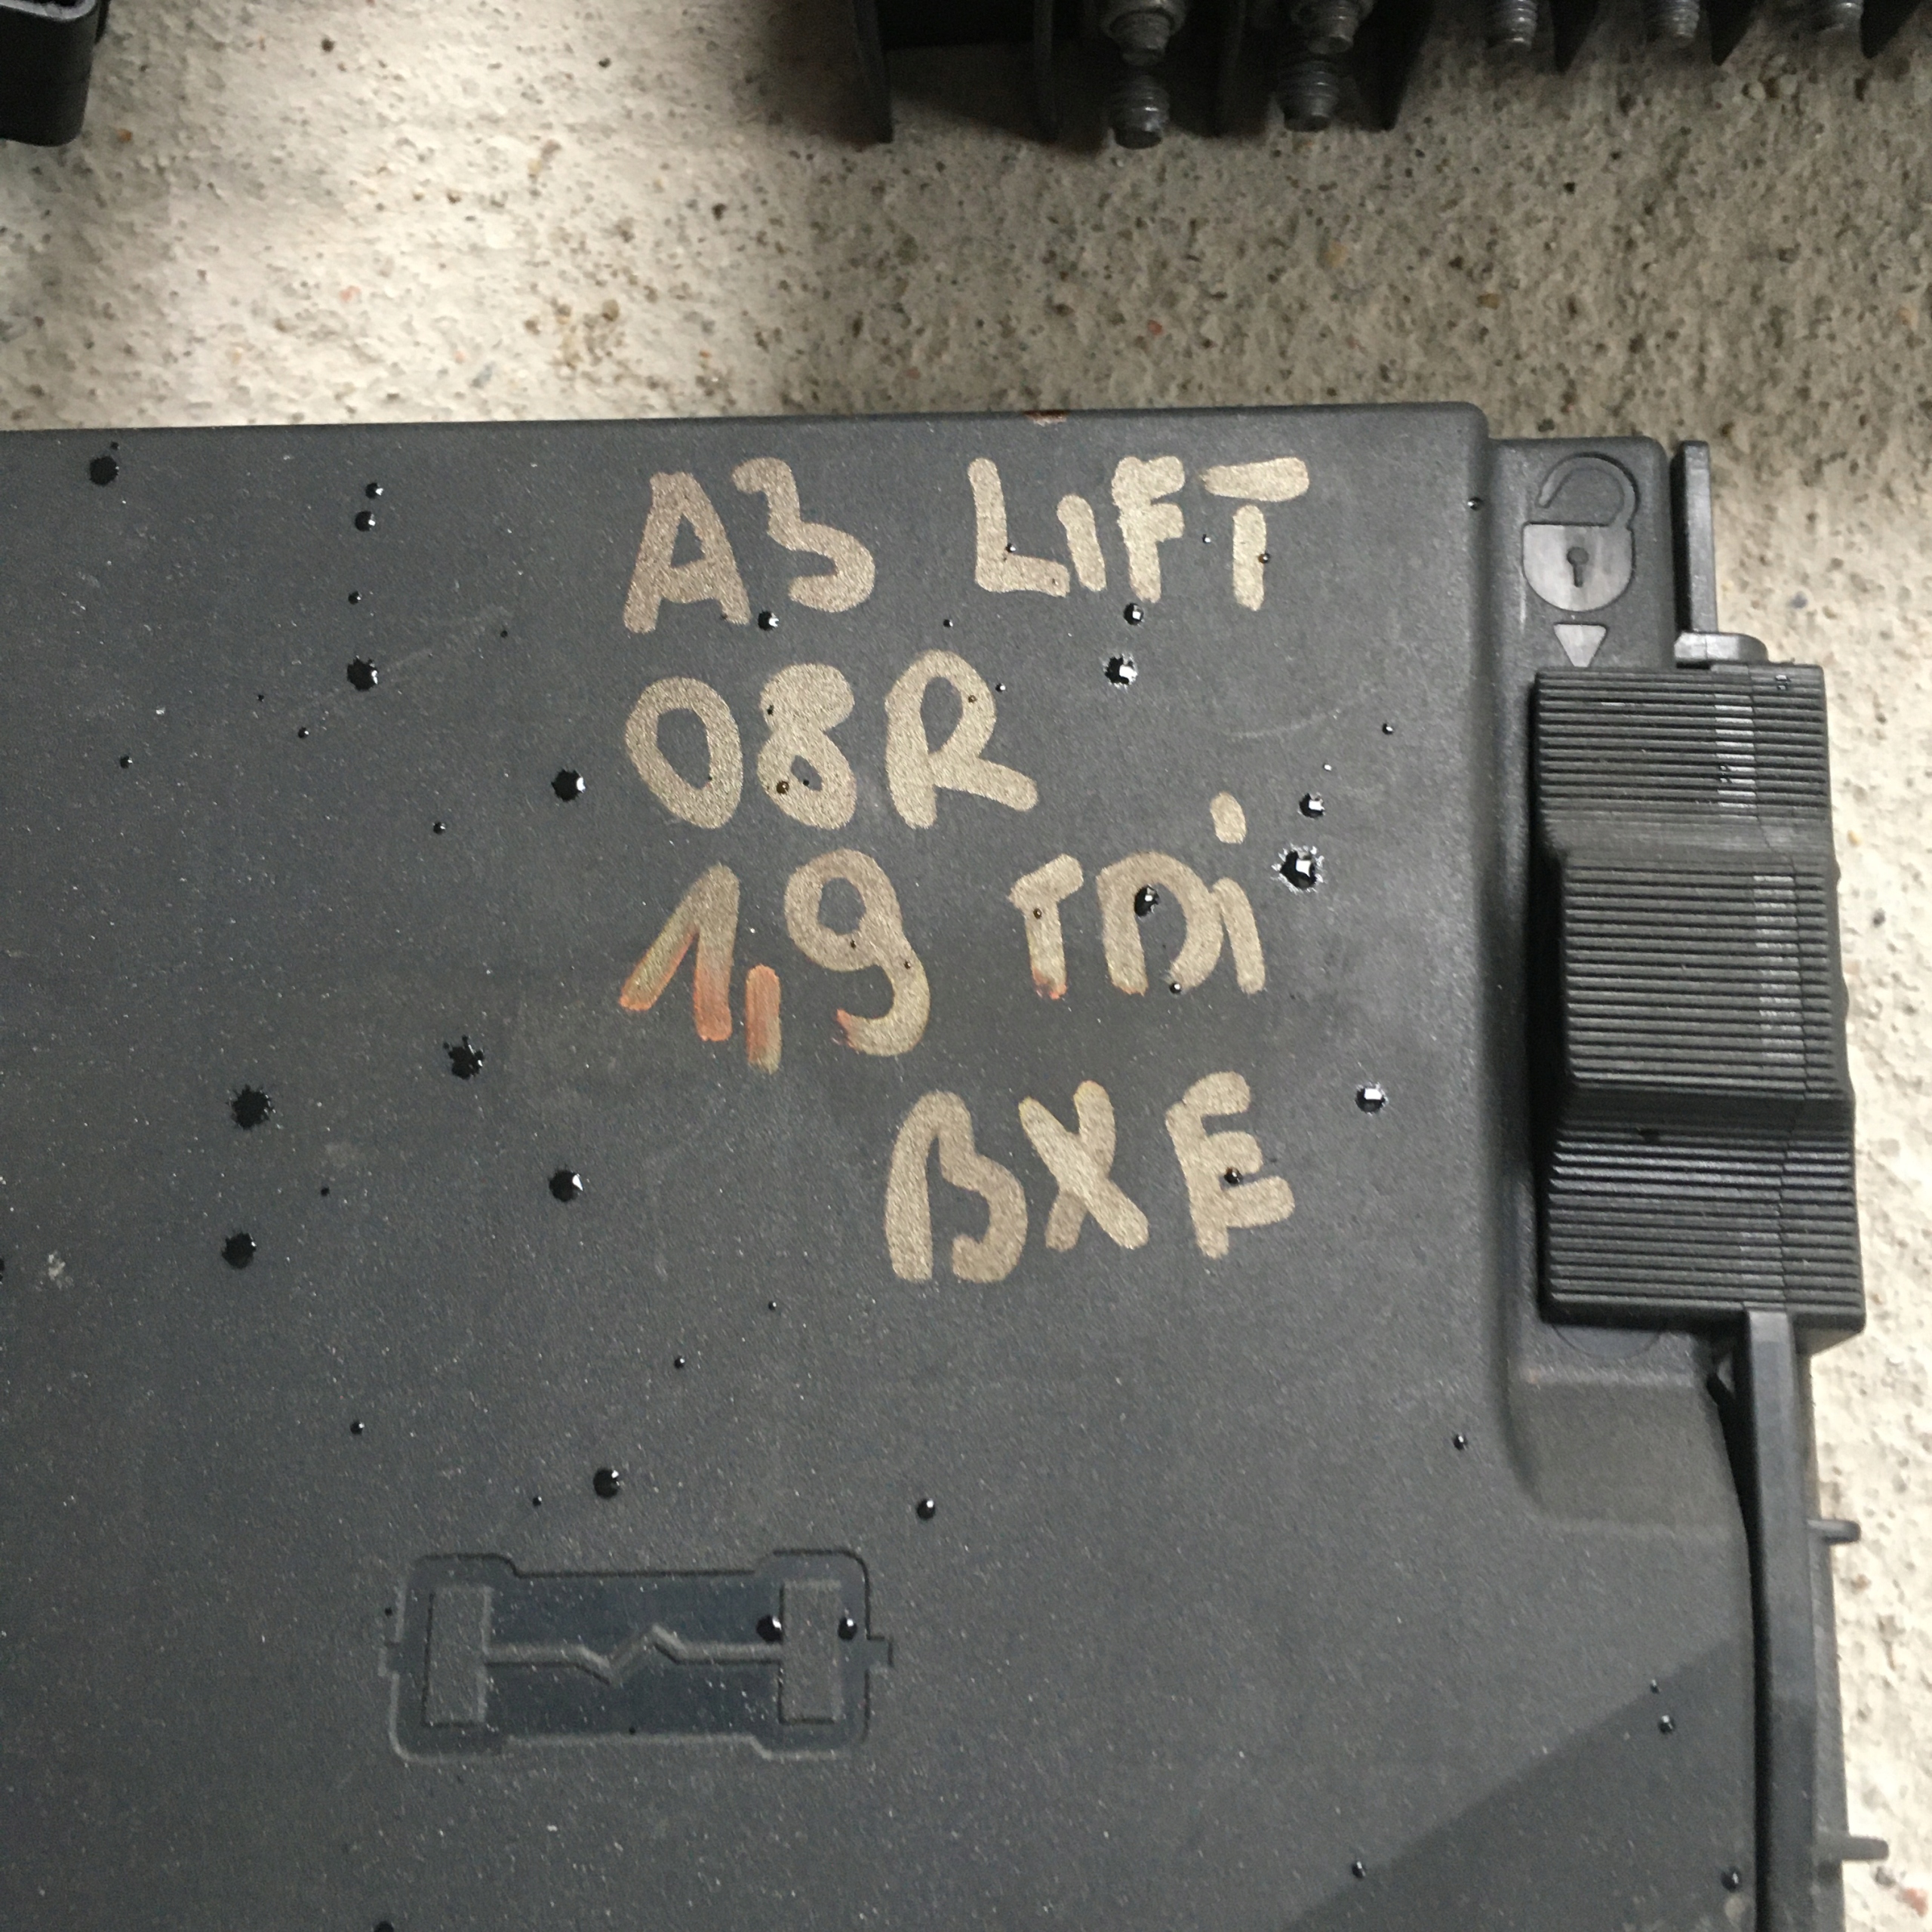 A3 LIFT
08R
1,9 TDi
BXE